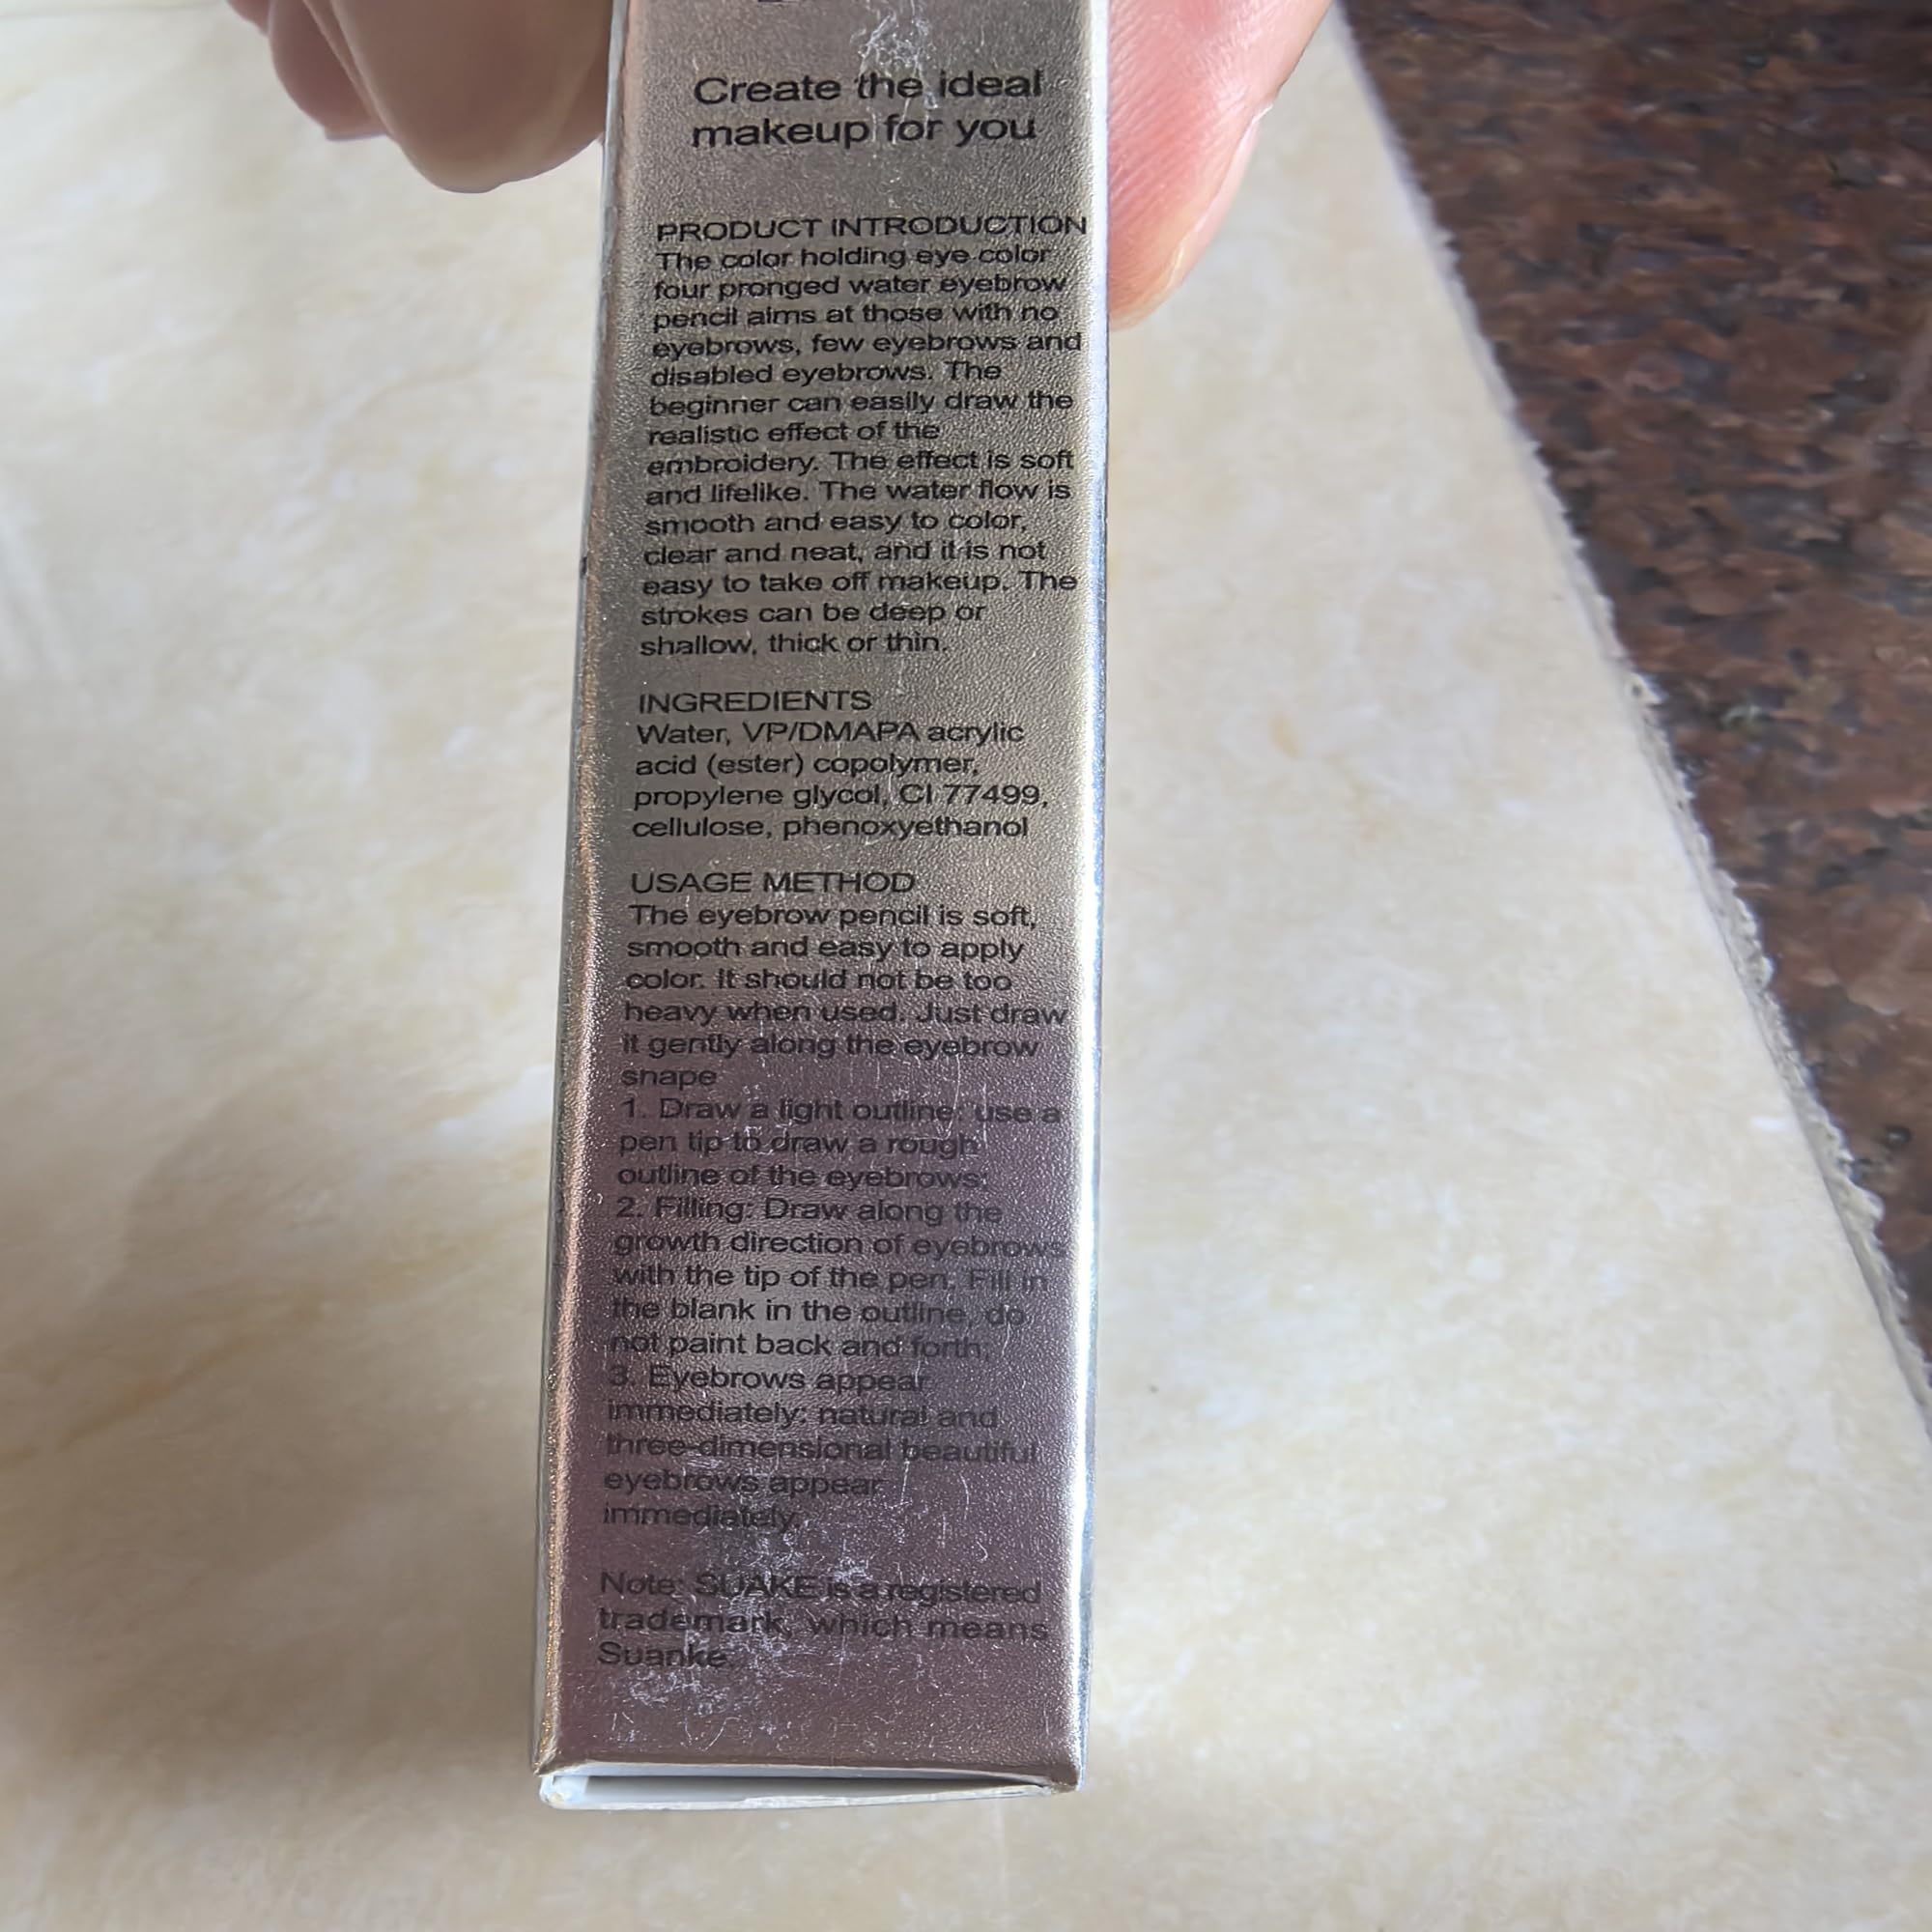 Create the ideal
makeup for you
PRODUCT INTRODUCTION
The color holding eye color
four pronged water eyebrow
pencil aims at those with no
eyebrows, few eyebrows and
disabled eyebrows. The
beginner can easily draw the
realistic effect of the
embroidery. The effect is soft
and lifelike. The water flow is
smooth and easy to color,
clear and neat, and it is not
easy to take off makeup. The
strokes can be deep or
shallow, thick or thin.
INGREDIENTS
Water, VP/DMAPA acrylic
acid (ester) copolymer,
propylene glycol, CI 77499,
cellulose, phenoxyethanol
USAGE METHOD
The eyebrow pencil is soft,
smooth and easy to apply
color. It should not be too
heavy when used. Just draw
it gently along the eyebrow
shape
1. Draw a light outline: use a
pen tip to draw a rough
outline of the eyebrows;
2. Filling: Draw along the
growth direction of eyebrows
with the tip of the pen. Fill in
the blank in the outline, do
not paint back and forth;
3. Eyebrows appear
immediately: natural and
three-dimensional beautiful
eyebrows appear
immediately.
Note: SUAKE is a registered
trademark, which means
Suanke.